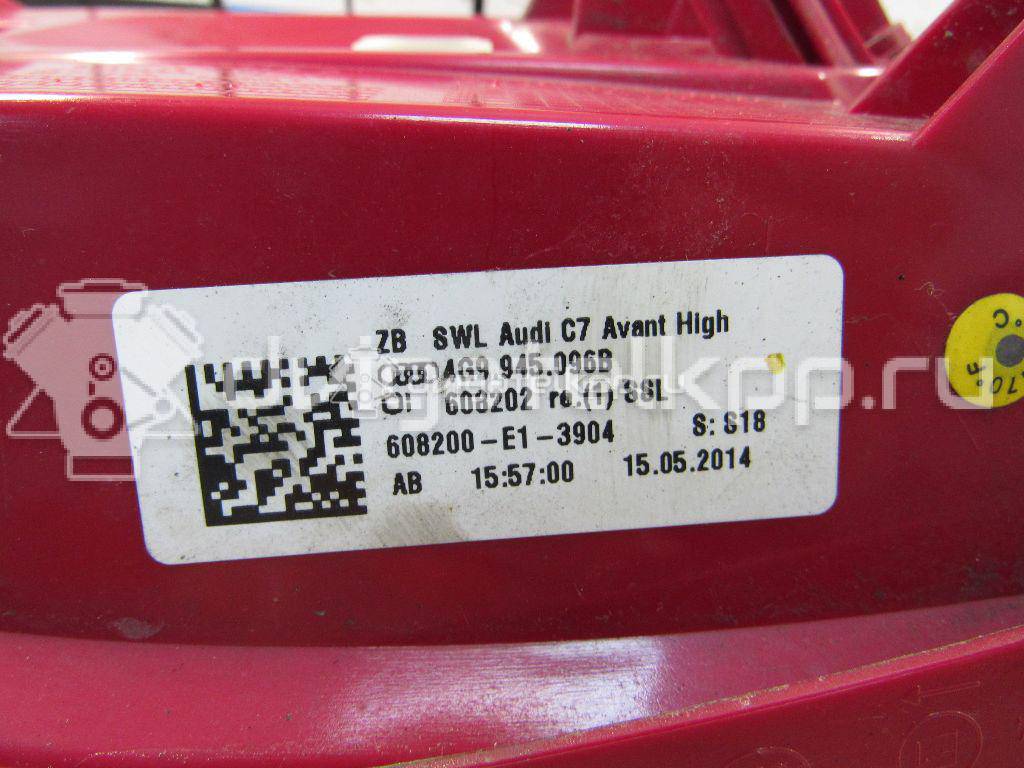 ZB SWL Audi C7 Avant High
4G9.945.096B
608202 re.(1) SSL
608200-E1-3904 S: S18
AB 15:57:00 15.05.2014
°C
°F